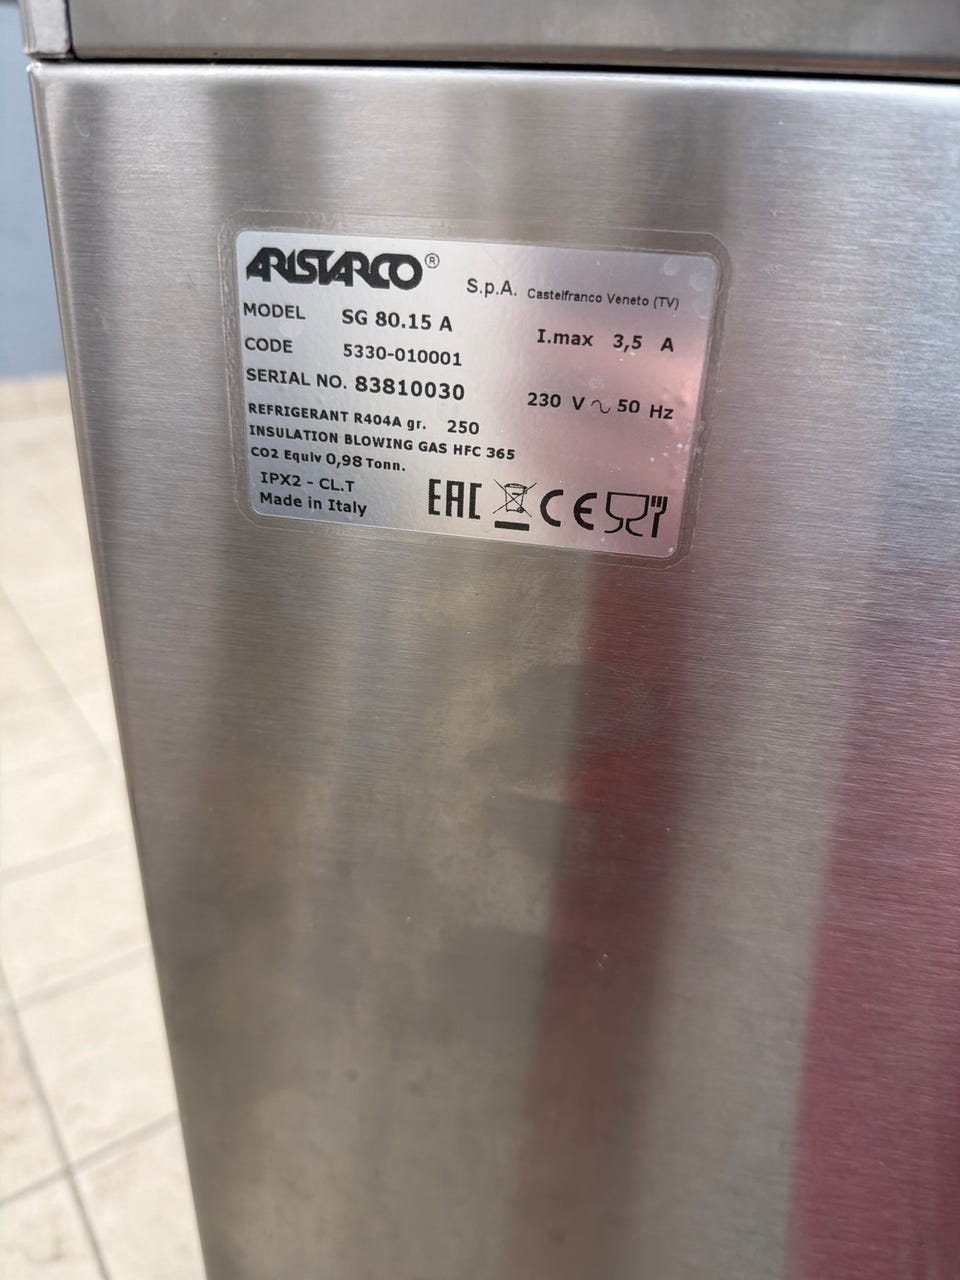 ARISTARCO® S.p.A. Castelfranco Veneto (TV)
MODEL SG 80.15 A I.max 3,5 A
CODE 5330-010001
SERIAL NO. 83810030 230 V ~ 50 Hz
REFRIGERANT R404A gr. 250
INSULATION BLOWING GAS HFC 365
CO2 Equiv 0,98 Tonn.
IPX2 - CL.T
Made in Italy EAC CE